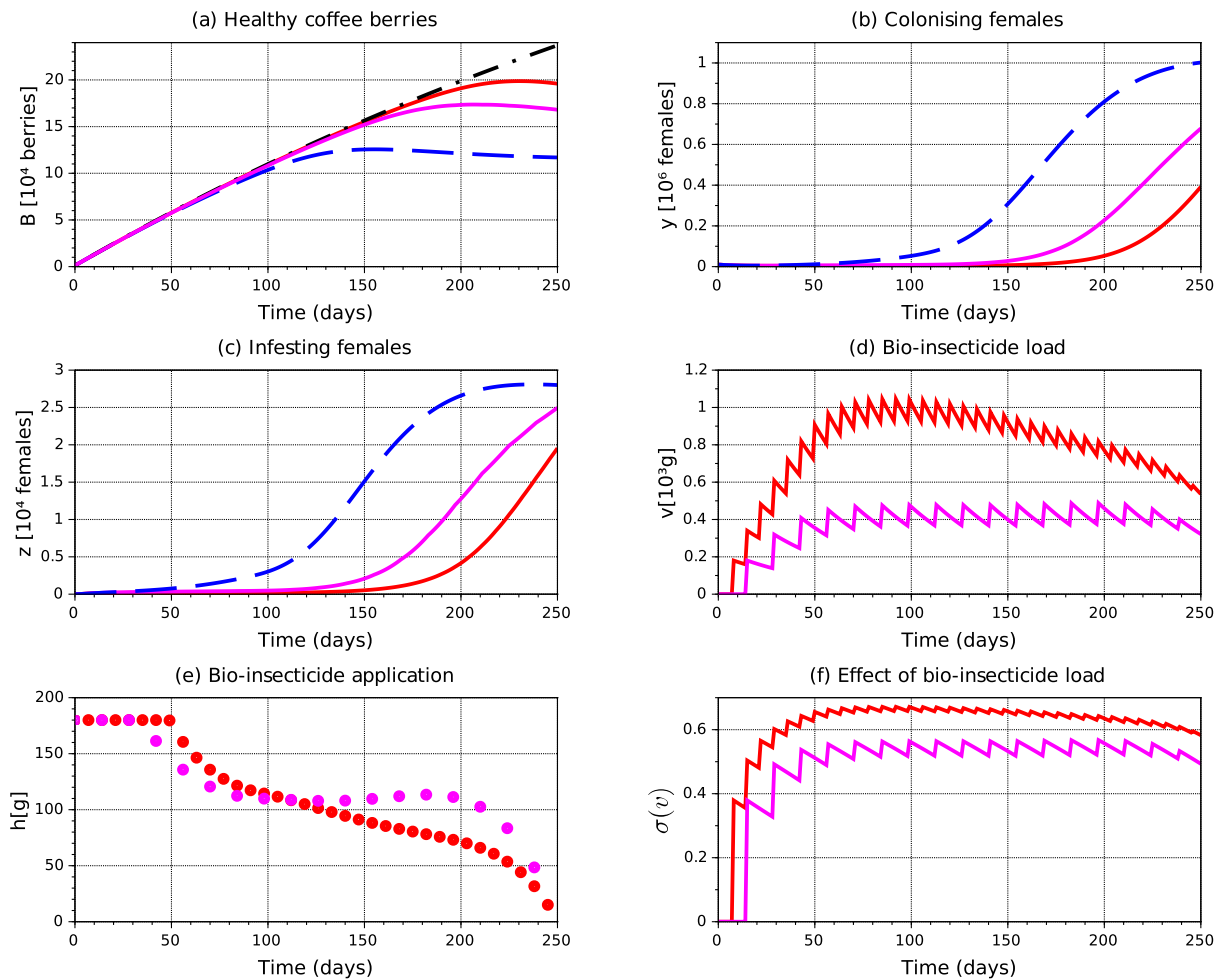 (a) Healthy coffee berries
B [10⁴ berries]
20
15
10
5
0
0 50 100 150 200 250
Time (days)
(b) Colonising females
y [10⁶ females]
1
0.8
0.6
0.4
0.2
0
0 50 100 150 200 250
Time (days)
(c) Infesting females
z [10⁴ females]
3
2.5
2
1.5
1
0.5
0
0 50 100 150 200 250
Time (days)
(d) Bio-insecticide load
v[10³g]
1.2
1
0.8
0.6
0.4
0.2
0
0 50 100 150 200 250
Time (days)
(e) Bio-insecticide application
h[g]
200
150
100
50
0
0 50 100 150 200 250
Time (days)
(f) Effect of bio-insecticide load
σ(v)
0.6
0.4
0.2
0
0 50 100 150 200 250
Time (days)